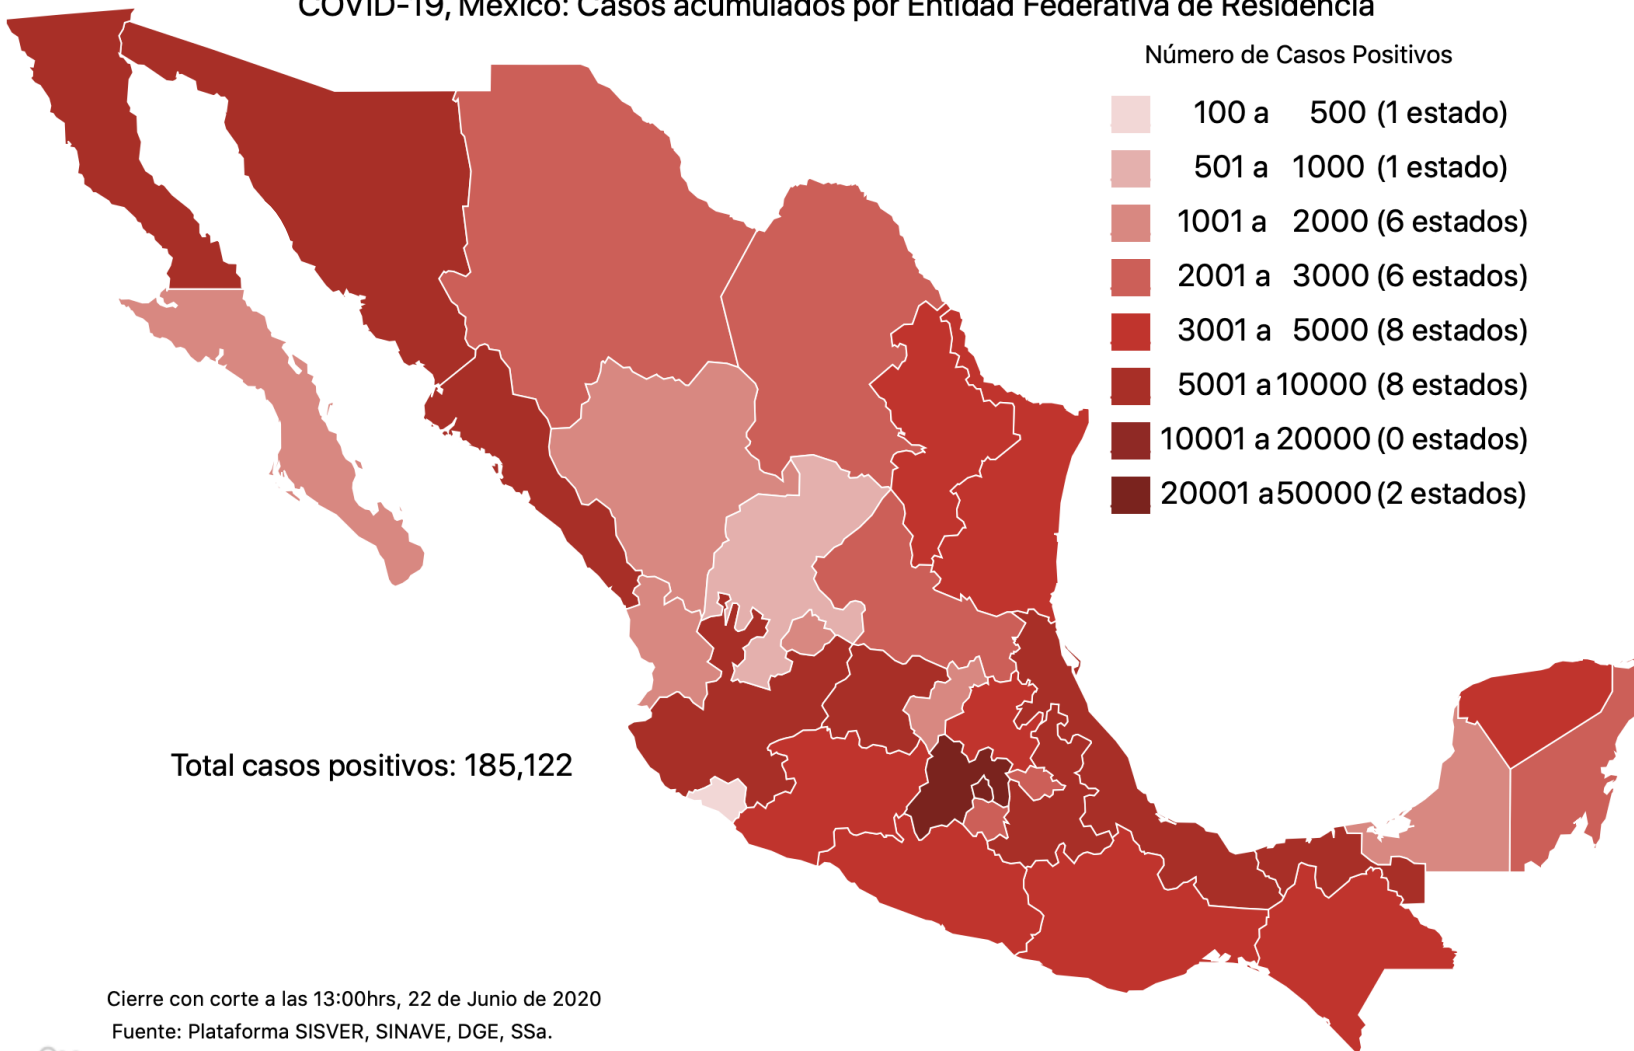 COVID-19, México: Casos acumulados por Entidad Federativa de Residencia
Número de Casos Positivos
100 a 500 (1 estado)
501 a 1000 (1 estado)
1001 a 2000 (6 estados)
2001 a 3000 (6 estados)
3001 a 5000 (8 estados)
5001 a 10000 (8 estados)
10001 a 20000 (0 estados)
20001 a 50000 (2 estados)
Total casos positivos: 185,122
Cierre con corte a las 13:00hrs, 22 de Junio de 2020
Fuente: Plataforma SISVER, SINAVE, DGE, SSa.